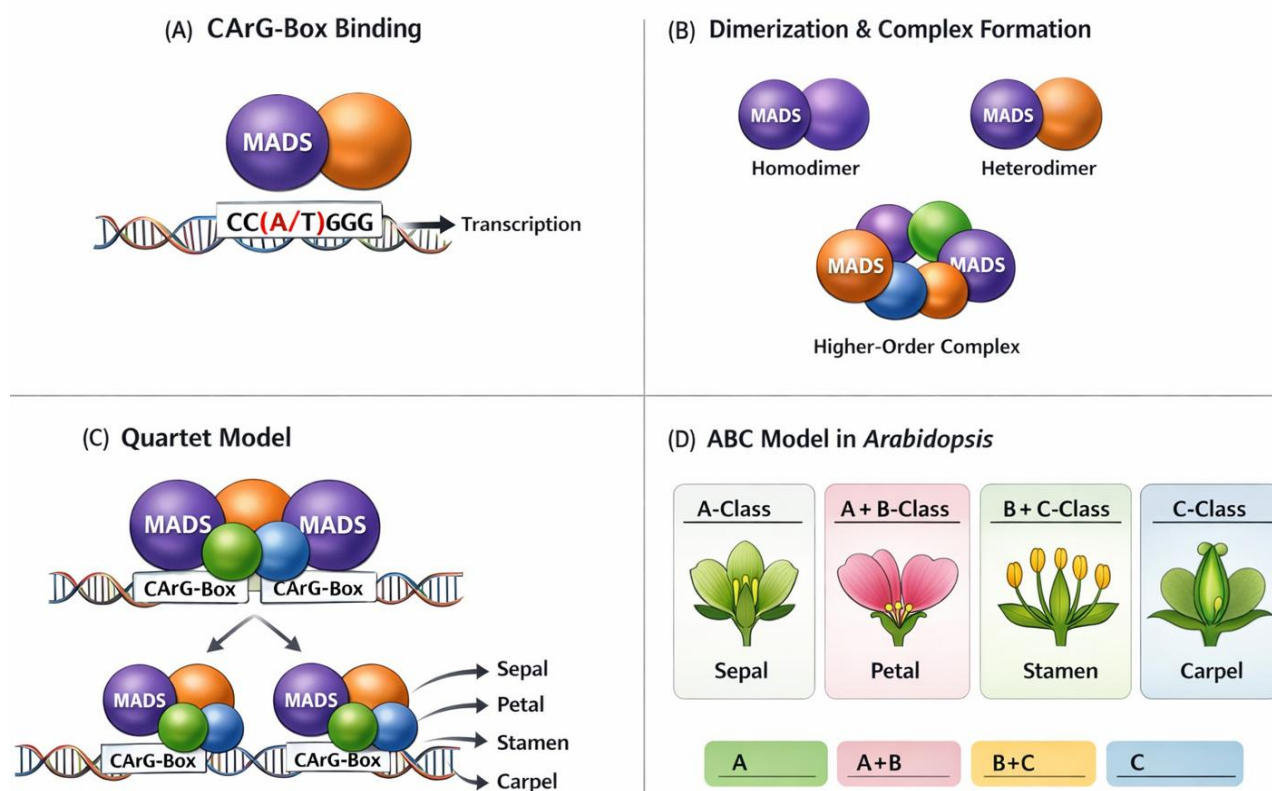 (A) CArG-Box Binding
MADS
CC(A/T)GGG
Transcription
(B) Dimerization & Complex Formation
MADS
Homodimer
MADS
Heterodimer
MADS
MADS
Higher-Order Complex
(C) Quartet Model
MADS
MADS
CArG-Box
CArG-Box
MADS
CArG-Box
MADS
CArG-Box
Sepal
Petal
Stamen
Carpel
(D) ABC Model in Arabidopsis
A-Class
Sepal
A + B-Class
Petal
B + C-Class
Stamen
C-Class
Carpel
A
A+B
B+C
C